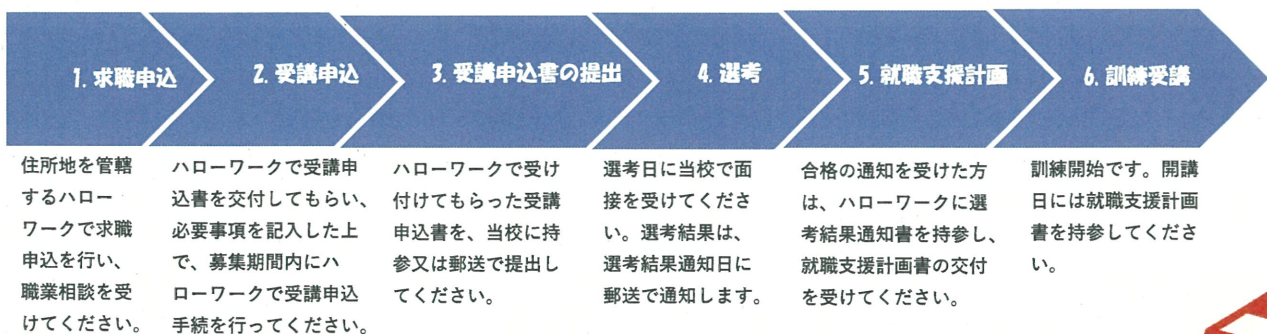 1. 求職申込
2. 受講申込
3. 受講申込書の提出
4. 選考
5. 就職支援計画
6. 訓練受講
住所地を管轄
するハロー
ワークで求職
申込を行い、
職業相談を受
けてください。
ハローワークで受講申
込書を交付してもらい、
必要事項を記入した上
で、募集期間内にハ
ローワークで受講申込
手続を行ってください。
ハローワークで受け
付けてもらった受講
申込書を、当校に持
参又は郵送で提出し
てください。
選考日に当校で面
接を受けてくださ
い。選考結果は、
選考結果通知日に
郵送で通知します。
合格の通知を受けた方
は、ハローワークに選
考結果通知書を持参し、
就職支援計画書の交付
を受けてください。
訓練開始です。開講
日には就職支援計画
書を持参してくださ
い。